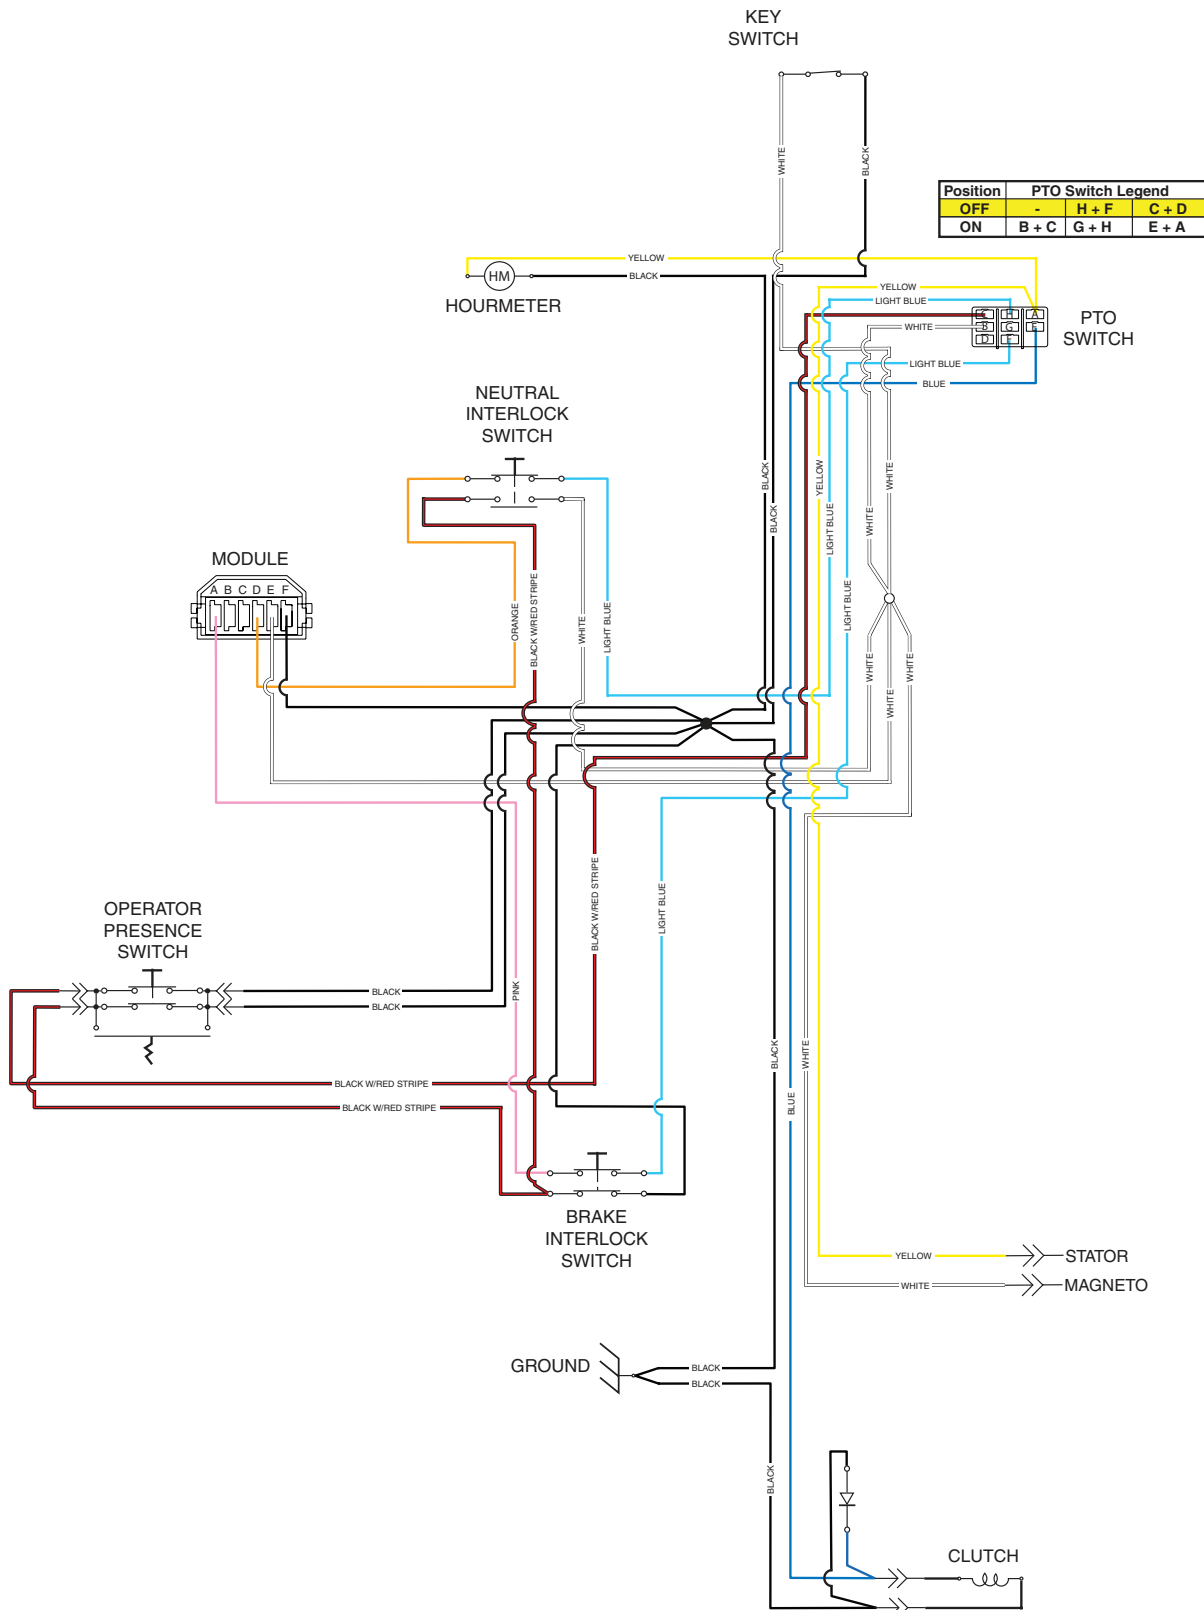 KEY
SWITCH
WHITE
BLACK
Position PTO Switch Legend
OFF - H + F C + D
ON B + C G + H E + A
YELLOW
HM
BLACK
HOURMETER
YELLOW
LIGHT BLUE
WHITE
C H A
B G E
D F
PTO
SWITCH
LIGHT BLUE
BLUE
NEUTRAL
INTERLOCK
SWITCH
BLACK
BLACK
YELLOW
LIGHT BLUE
WHITE
WHITE
MODULE
A B C D E F
ORANGE
BLACK W/RED STRIPE
WHITE
LIGHT BLUE
LIGHT BLUE
WHITE
WHITE
WHITE
OPERATOR
PRESENCE
SWITCH
BLACK W/RED STRIPE
LIGHT BLUE
PINK
BLACK
BLACK
BLACK
WHITE
BLUE
BLACK W/RED STRIPE
BLACK W/RED STRIPE
BRAKE
INTERLOCK
SWITCH
YELLOW
STATOR
WHITE
MAGNETO
GROUND
BLACK
BLACK
BLACK
CLUTCH